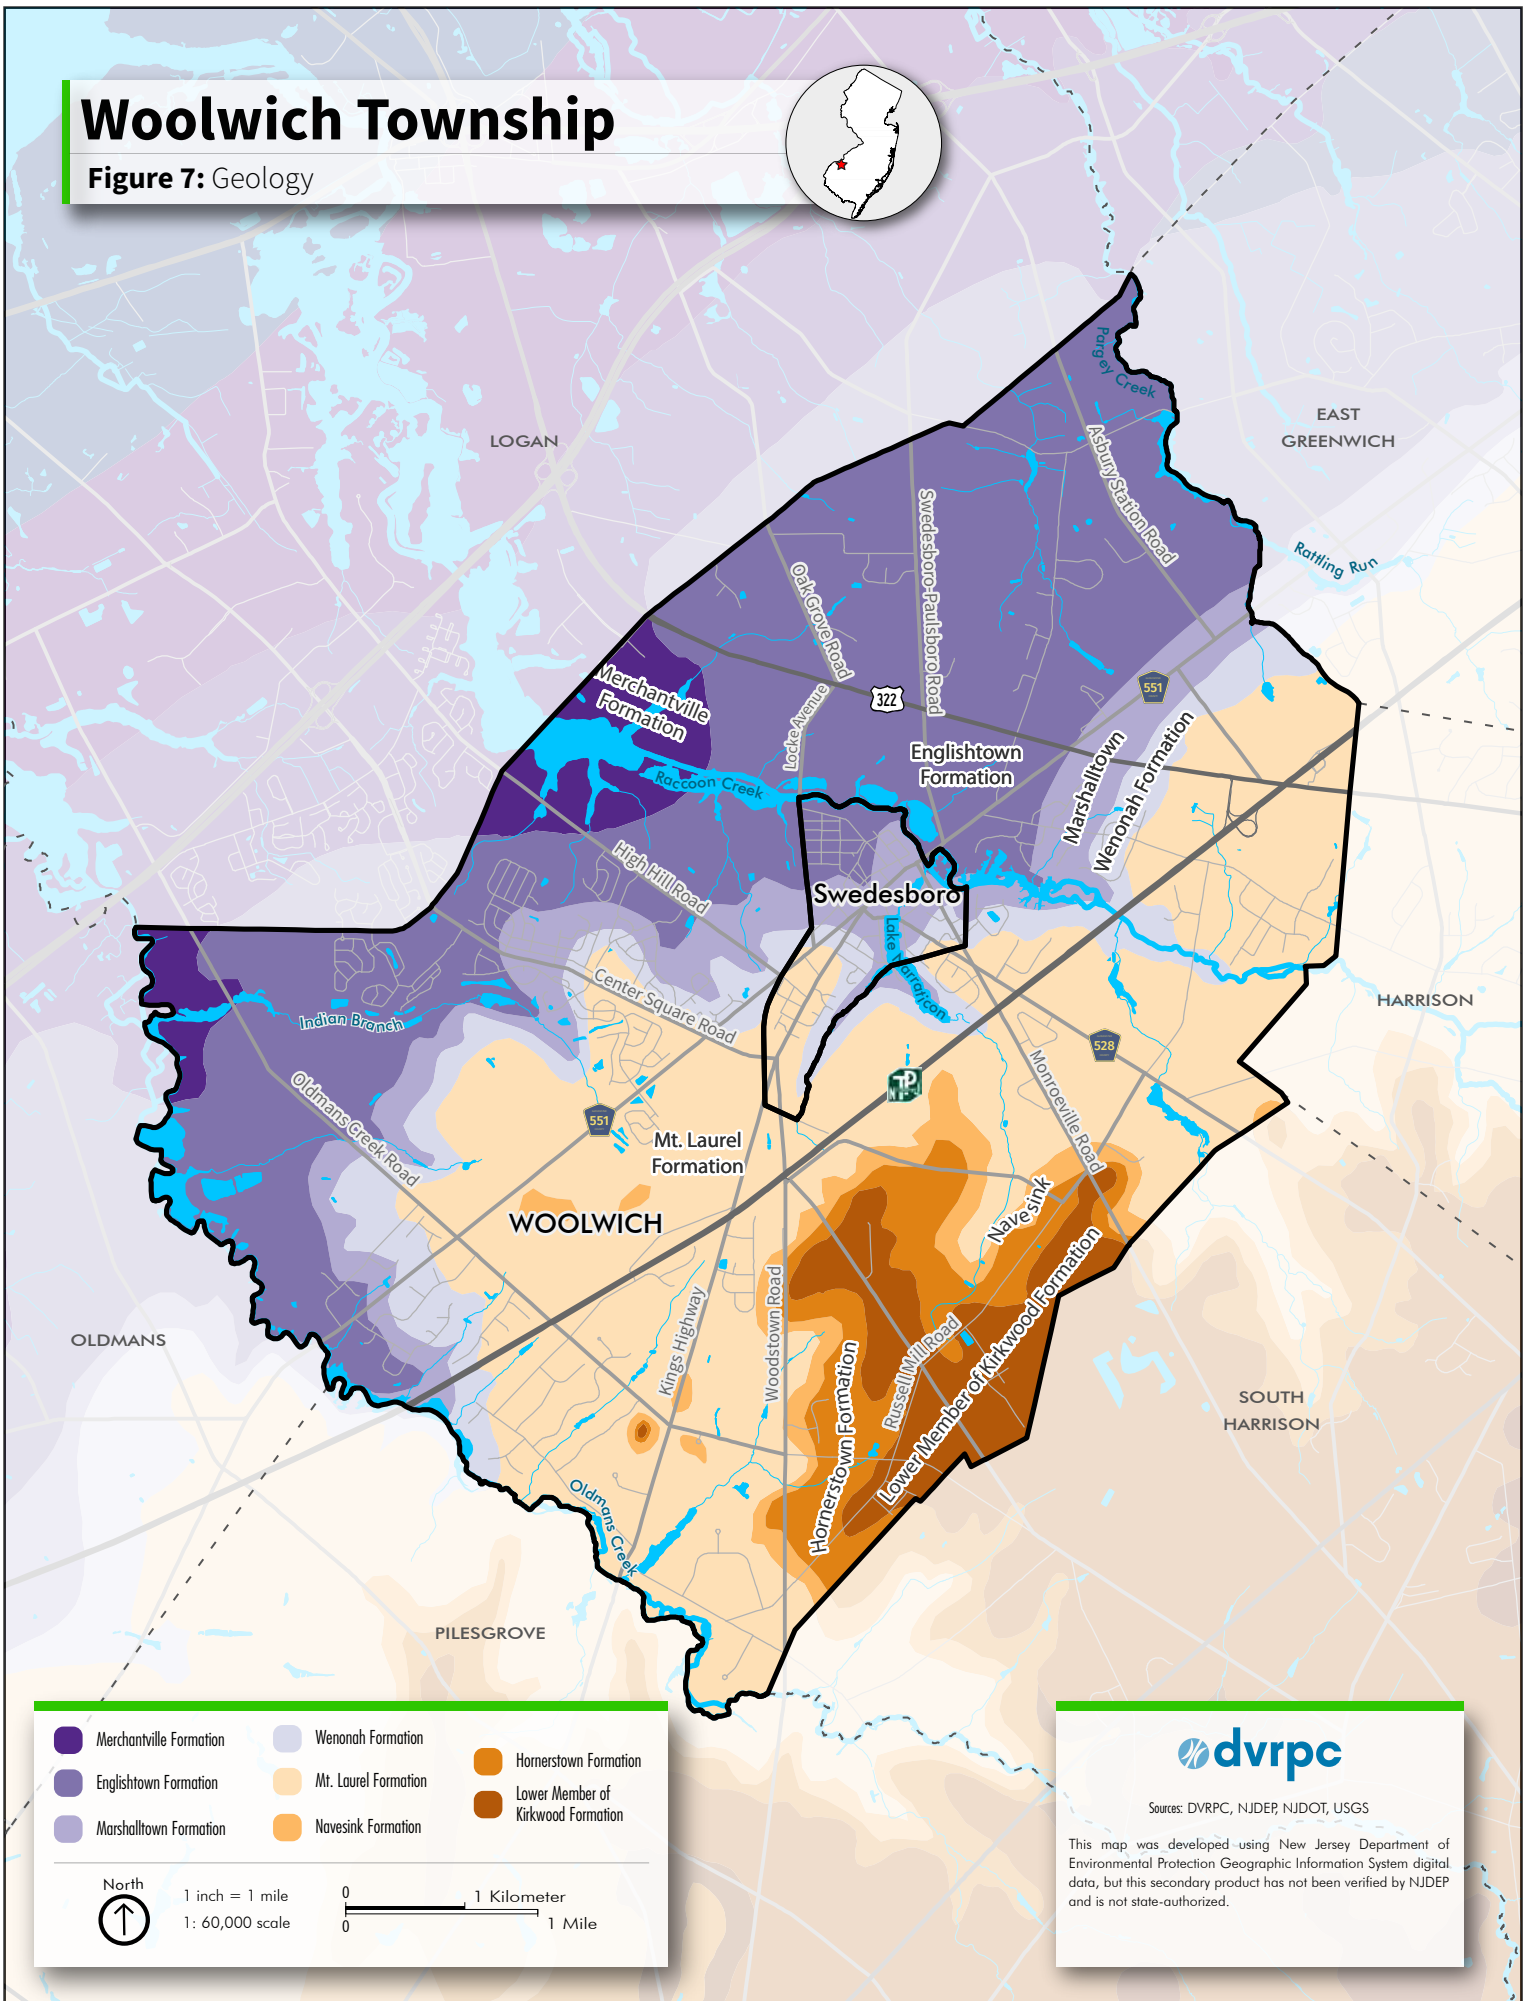 Woolwich Township
Figure 7: Geology
LOGAN
EAST
GREENWICH
Pargey Creek
Asbury Station Road
Rattling Run
Swedesboro-Paulsboro Road
Oak Grove Road
Merchantville
Formation
322
551
Locke Avenue
Englishtown
Formation
Marshalltown
Wenonah Formation
Raccoon Creek
High Hill Road
Swedesboro
Lake Narraticon
Center Square Road
HARRISON
Indian Branch
528
Monroeville Road
Oldmans Creek Road
TP
551
Mt. Laurel
Formation
WOOLWICH
Navesink
Kings Highway
Woodstown Road
Russell Mill Road
Hornerstown Formation
Lower Member of Kirkwood Formation
OLDMANS
SOUTH
HARRISON
Oldmans Creek
PILESGROVE
Merchantville Formation
Englishtown Formation
Marshalltown Formation
Wenonah Formation
Mt. Laurel Formation
Navesink Formation
Hornerstown Formation
Lower Member of
Kirkwood Formation
North
1 inch = 1 mile
1: 60,000 scale
0
1 Kilometer
0
1 Mile
dvrpc
Sources: DVRPC, NJDEP, NJDOT, USGS
This map was developed using New Jersey Department of
Environmental Protection Geographic Information System digital
data, but this secondary product has not been verified by NJDEP
and is not state-authorized.